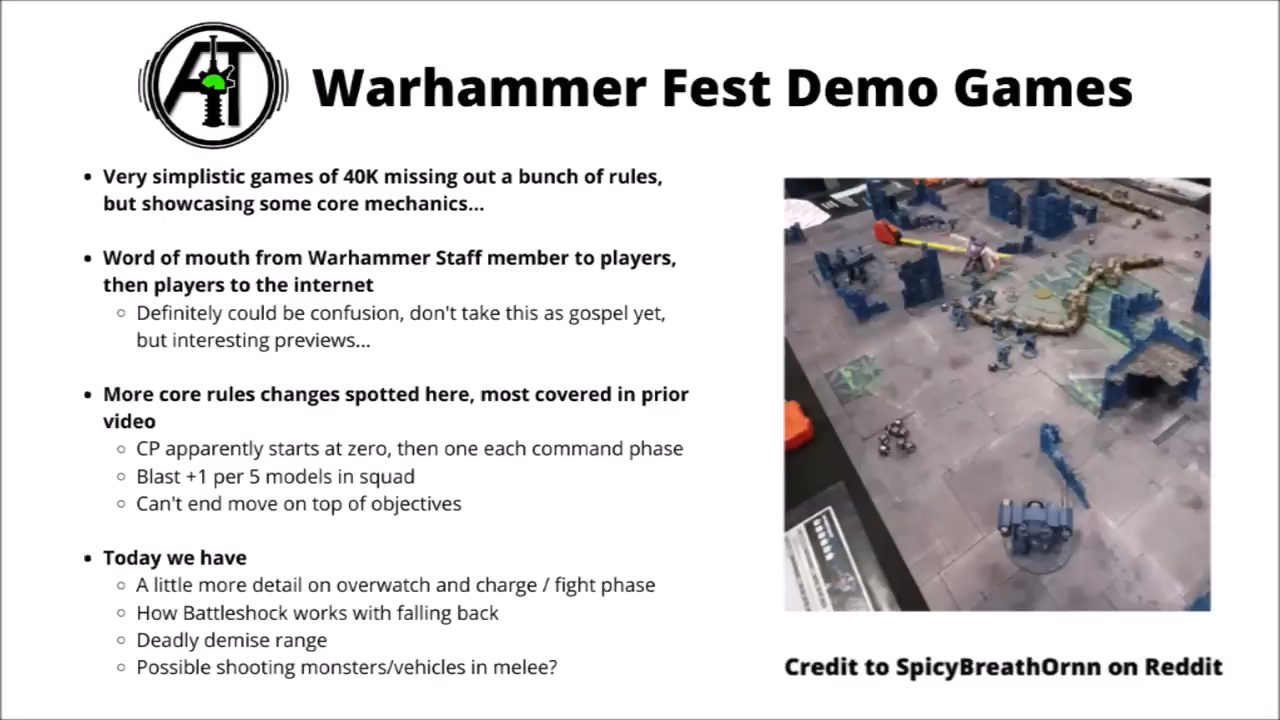 AT
Warhammer Fest Demo Games
• Very simplistic games of 40K missing out a bunch of rules,
but showcasing some core mechanics...
• Word of mouth from Warhammer Staff member to players,
then players to the internet
◦ Definitely could be confusion, don't take this as gospel yet,
but interesting previews...
• More core rules changes spotted here, most covered in prior
video
◦ CP apparently starts at zero, then one each command phase
◦ Blast +1 per 5 models in squad
◦ Can't end move on top of objectives
• Today we have
◦ A little more detail on overwatch and charge / fight phase
◦ How Battleshock works with falling back
◦ Deadly demise range
◦ Possible shooting monsters/vehicles in melee?
Credit to SpicyBreathOrnn on Reddit